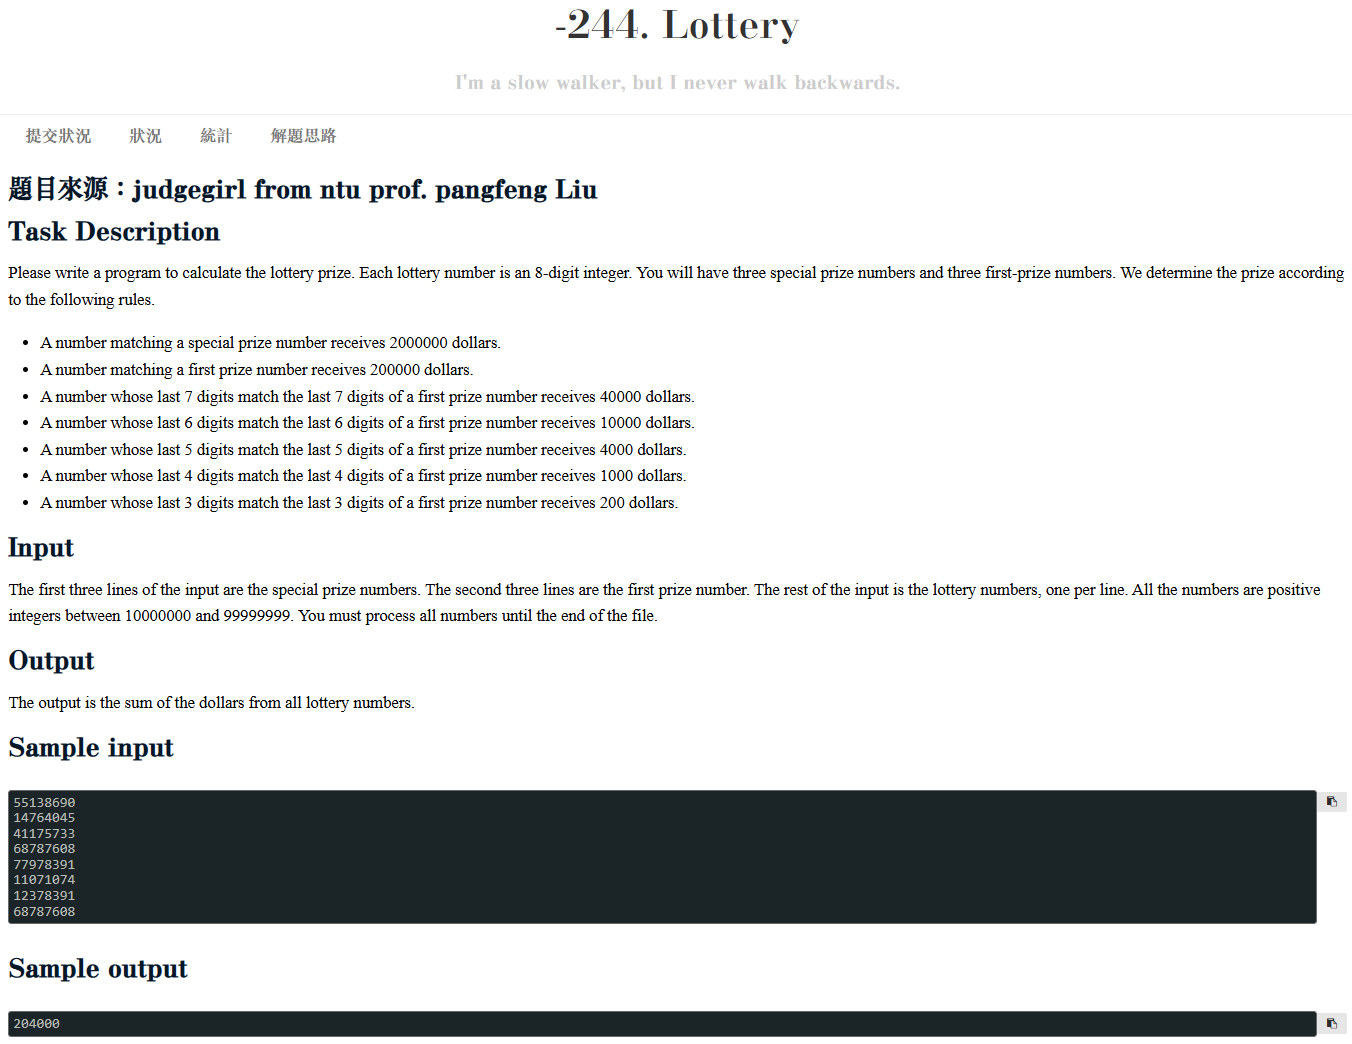 -244. Lottery
I'm a slow walker, but I never walk backwards.
提交狀況 狀況 統計 解題思路
題目來源：judgegirl from ntu prof. pangfeng Liu
Task Description
Please write a program to calculate the lottery prize. Each lottery number is an 8-digit integer. You will have three special prize numbers and three first-prize numbers. We determine the prize according
to the following rules.
• A number matching a special prize number receives 2000000 dollars.
• A number matching a first prize number receives 200000 dollars.
• A number whose last 7 digits match the last 7 digits of a first prize number receives 40000 dollars.
• A number whose last 6 digits match the last 6 digits of a first prize number receives 10000 dollars.
• A number whose last 5 digits match the last 5 digits of a first prize number receives 4000 dollars.
• A number whose last 4 digits match the last 4 digits of a first prize number receives 1000 dollars.
• A number whose last 3 digits match the last 3 digits of a first prize number receives 200 dollars.
Input
The first three lines of the input are the special prize numbers. The second three lines are the first prize number. The rest of the input is the lottery numbers, one per line. All the numbers are positive
integers between 10000000 and 99999999. You must process all numbers until the end of the file.
Output
The output is the sum of the dollars from all lottery numbers.
Sample input
55138690
14764045
41175733
68787608
77978391
11071074
12378391
68787608
Sample output
204000